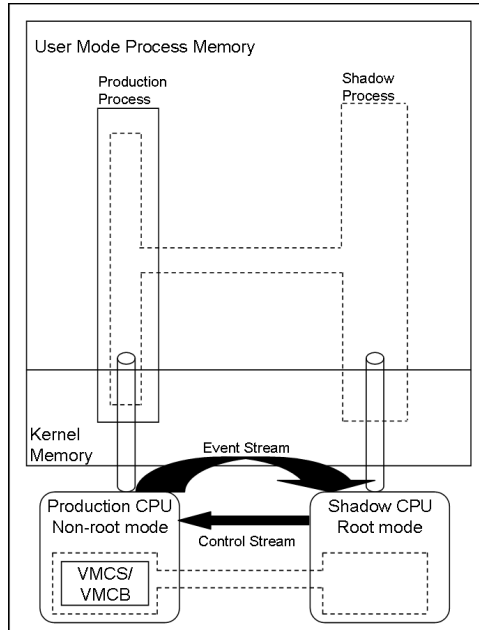 User Mode Process Memory
Production
Process
Shadow
Process
Kernel
Memory
Event Stream
Production CPU
Non-root mode
Shadow CPU
Root mode
Control Stream
VMCS/
VMCB